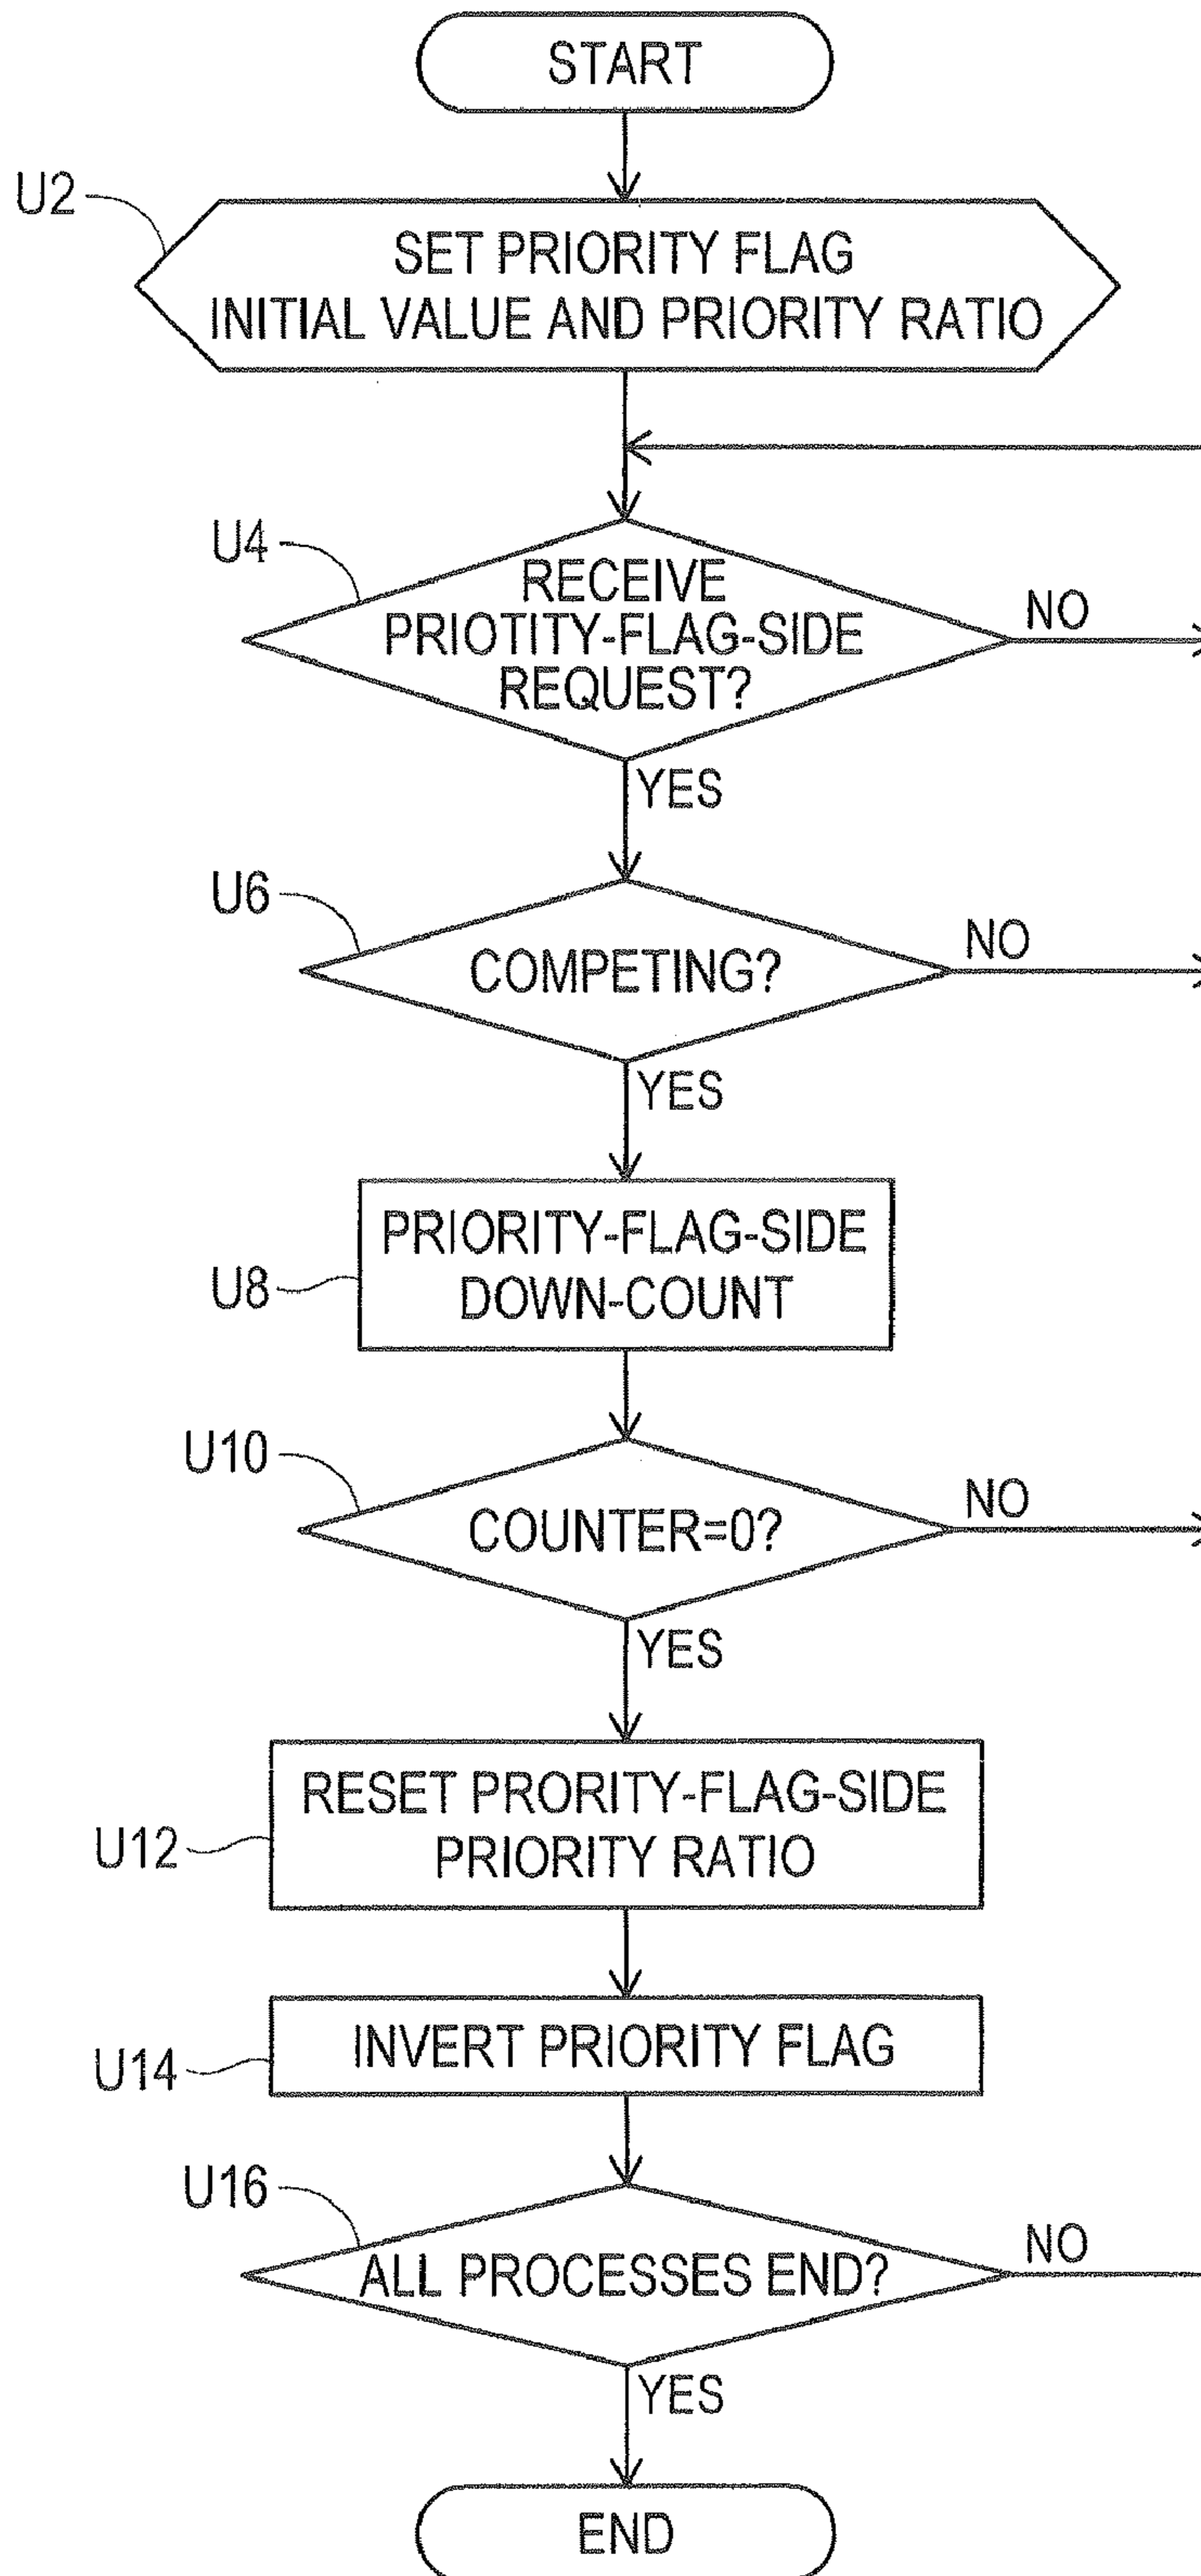 START
U2
SET PRIORITY FLAG
INITIAL VALUE AND PRIORITY RATIO
U4
RECEIVE
PRIOTITY-FLAG-SIDE
REQUEST?
NO
YES
U6
COMPETING?
NO
YES
U8
PRIORITY-FLAG-SIDE
DOWN-COUNT
U10
COUNTER=0?
NO
YES
U12
RESET PRORITY-FLAG-SIDE
PRIORITY RATIO
U14
INVERT PRIORITY FLAG
U16
ALL PROCESSES END?
NO
YES
END